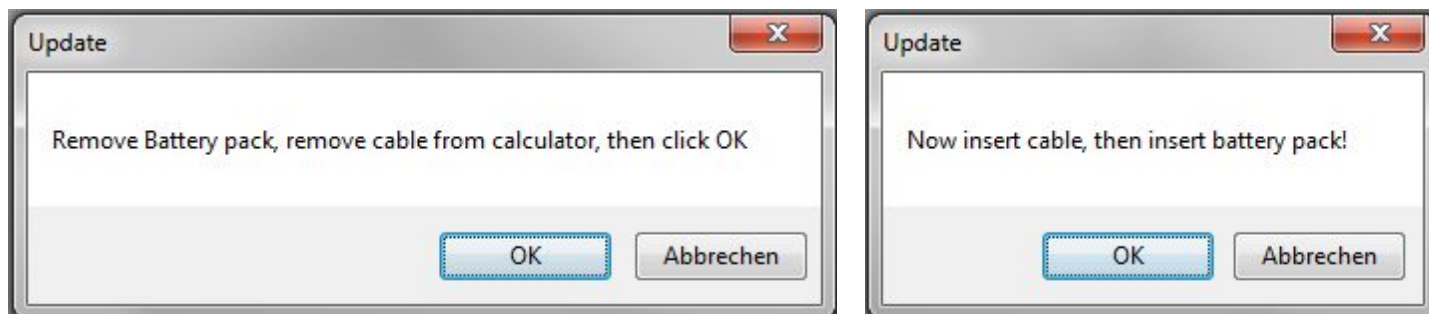 Update
Remove Battery pack, remove cable from calculator, then click OK
OK
Abbrechen
Update
Now insert cable, then insert battery pack!
OK
Abbrechen